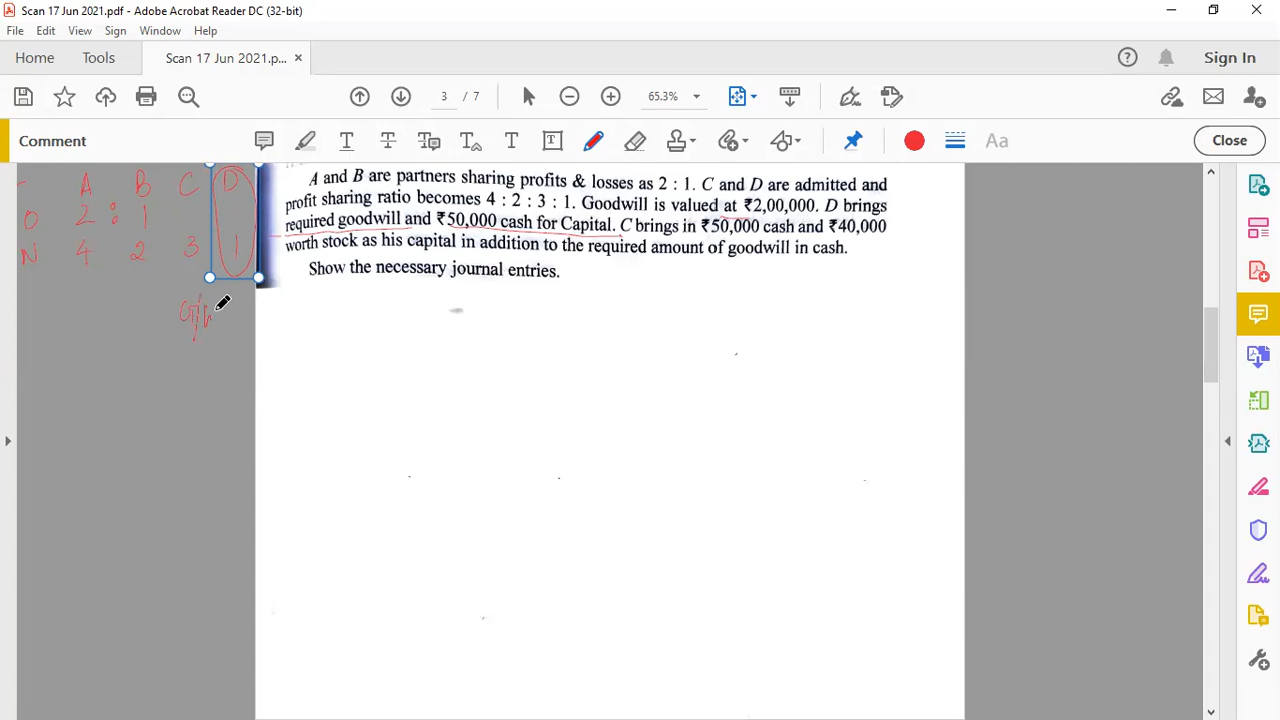 Scan 17 Jun 2021.pdf - Adobe Acrobat Reader DC (32-bit)
File Edit View Sign Window Help
Home Tools Scan 17 Jun 2021.p... × Sign In
3 / 7 65.3%
Comment Aa Close
A B C D
O 2 : 1
N 4 2 3 1
A and B are partners sharing profits & losses as 2 : 1. C and D are admitted and
profit sharing ratio becomes 4 : 2 : 3 : 1. Goodwill is valued at ₹2,00,000. D brings
required goodwill and ₹50,000 cash for Capital. C brings in ₹50,000 cash and ₹40,000
worth stock as his capital in addition to the required amount of goodwill in cash.
Show the necessary journal entries.